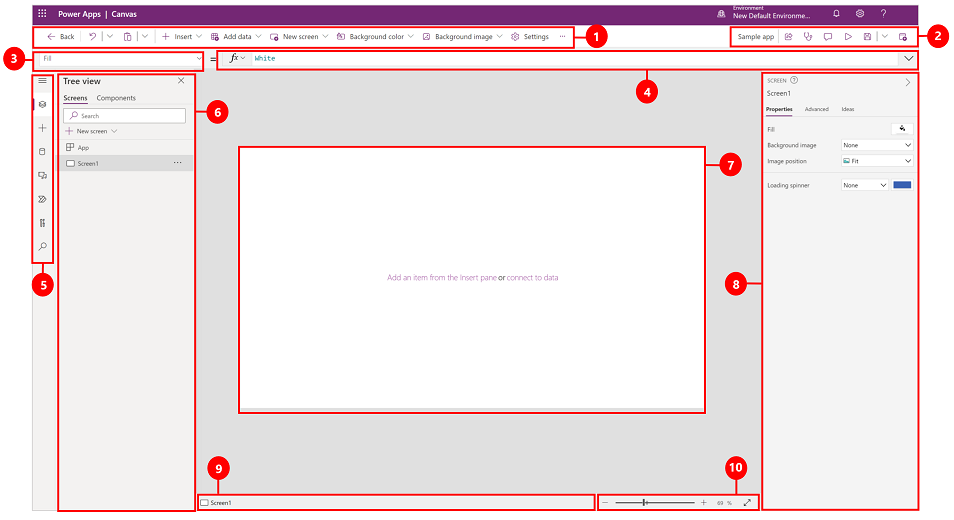 Power Apps | Canvas
Environment
New Default Environme...
?
Back
Insert
Add data
New screen
Background color
Background image
Settings
...
1
Sample app
2
3
Fill
=
fx
White
4
Tree view
Screens
Components
Search
New screen
App
Screen1
...
5
6
Add an item from the Insert pane or connect to data
7
SCREEN ?
Screen1
Properties
Advanced
Ideas
Fill
Background image
None
Image position
Fit
Loading spinner
None
8
9
Screen1
10
69 %